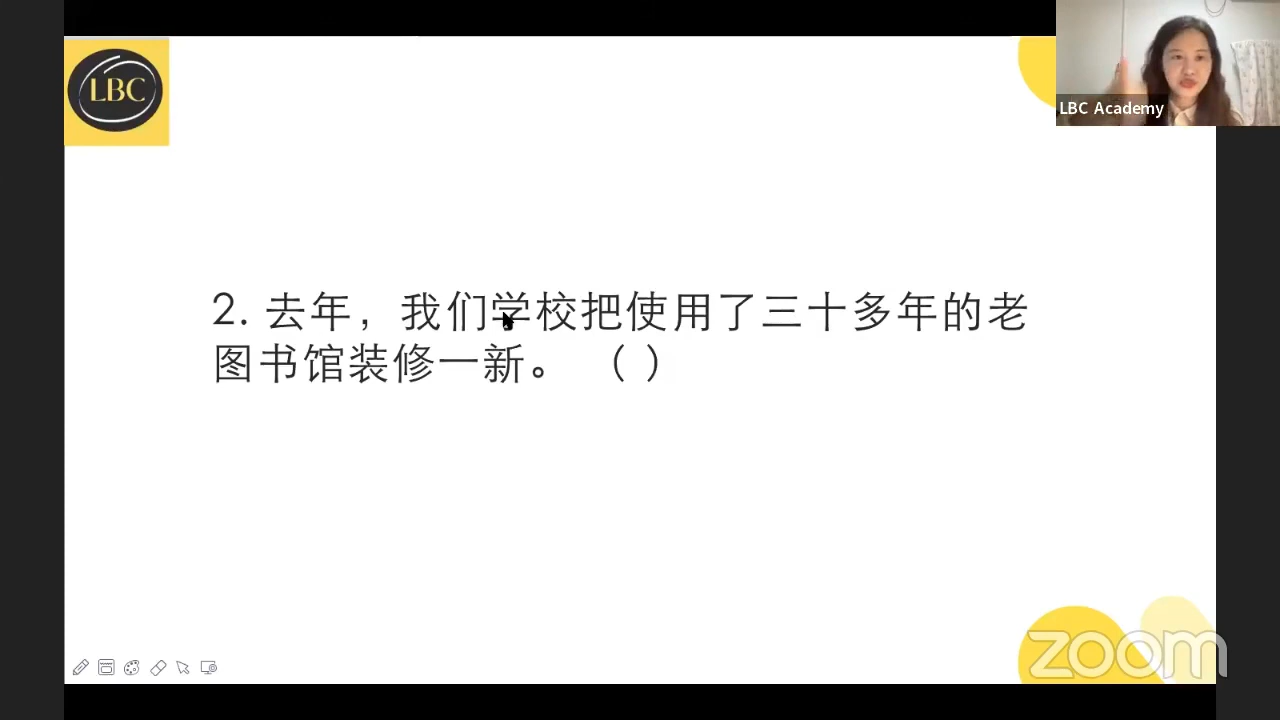 LBC
LBC Academy
2. 去年，我们学校把使用了三十多年的老
图书馆装修一新。 （ ）
zoom